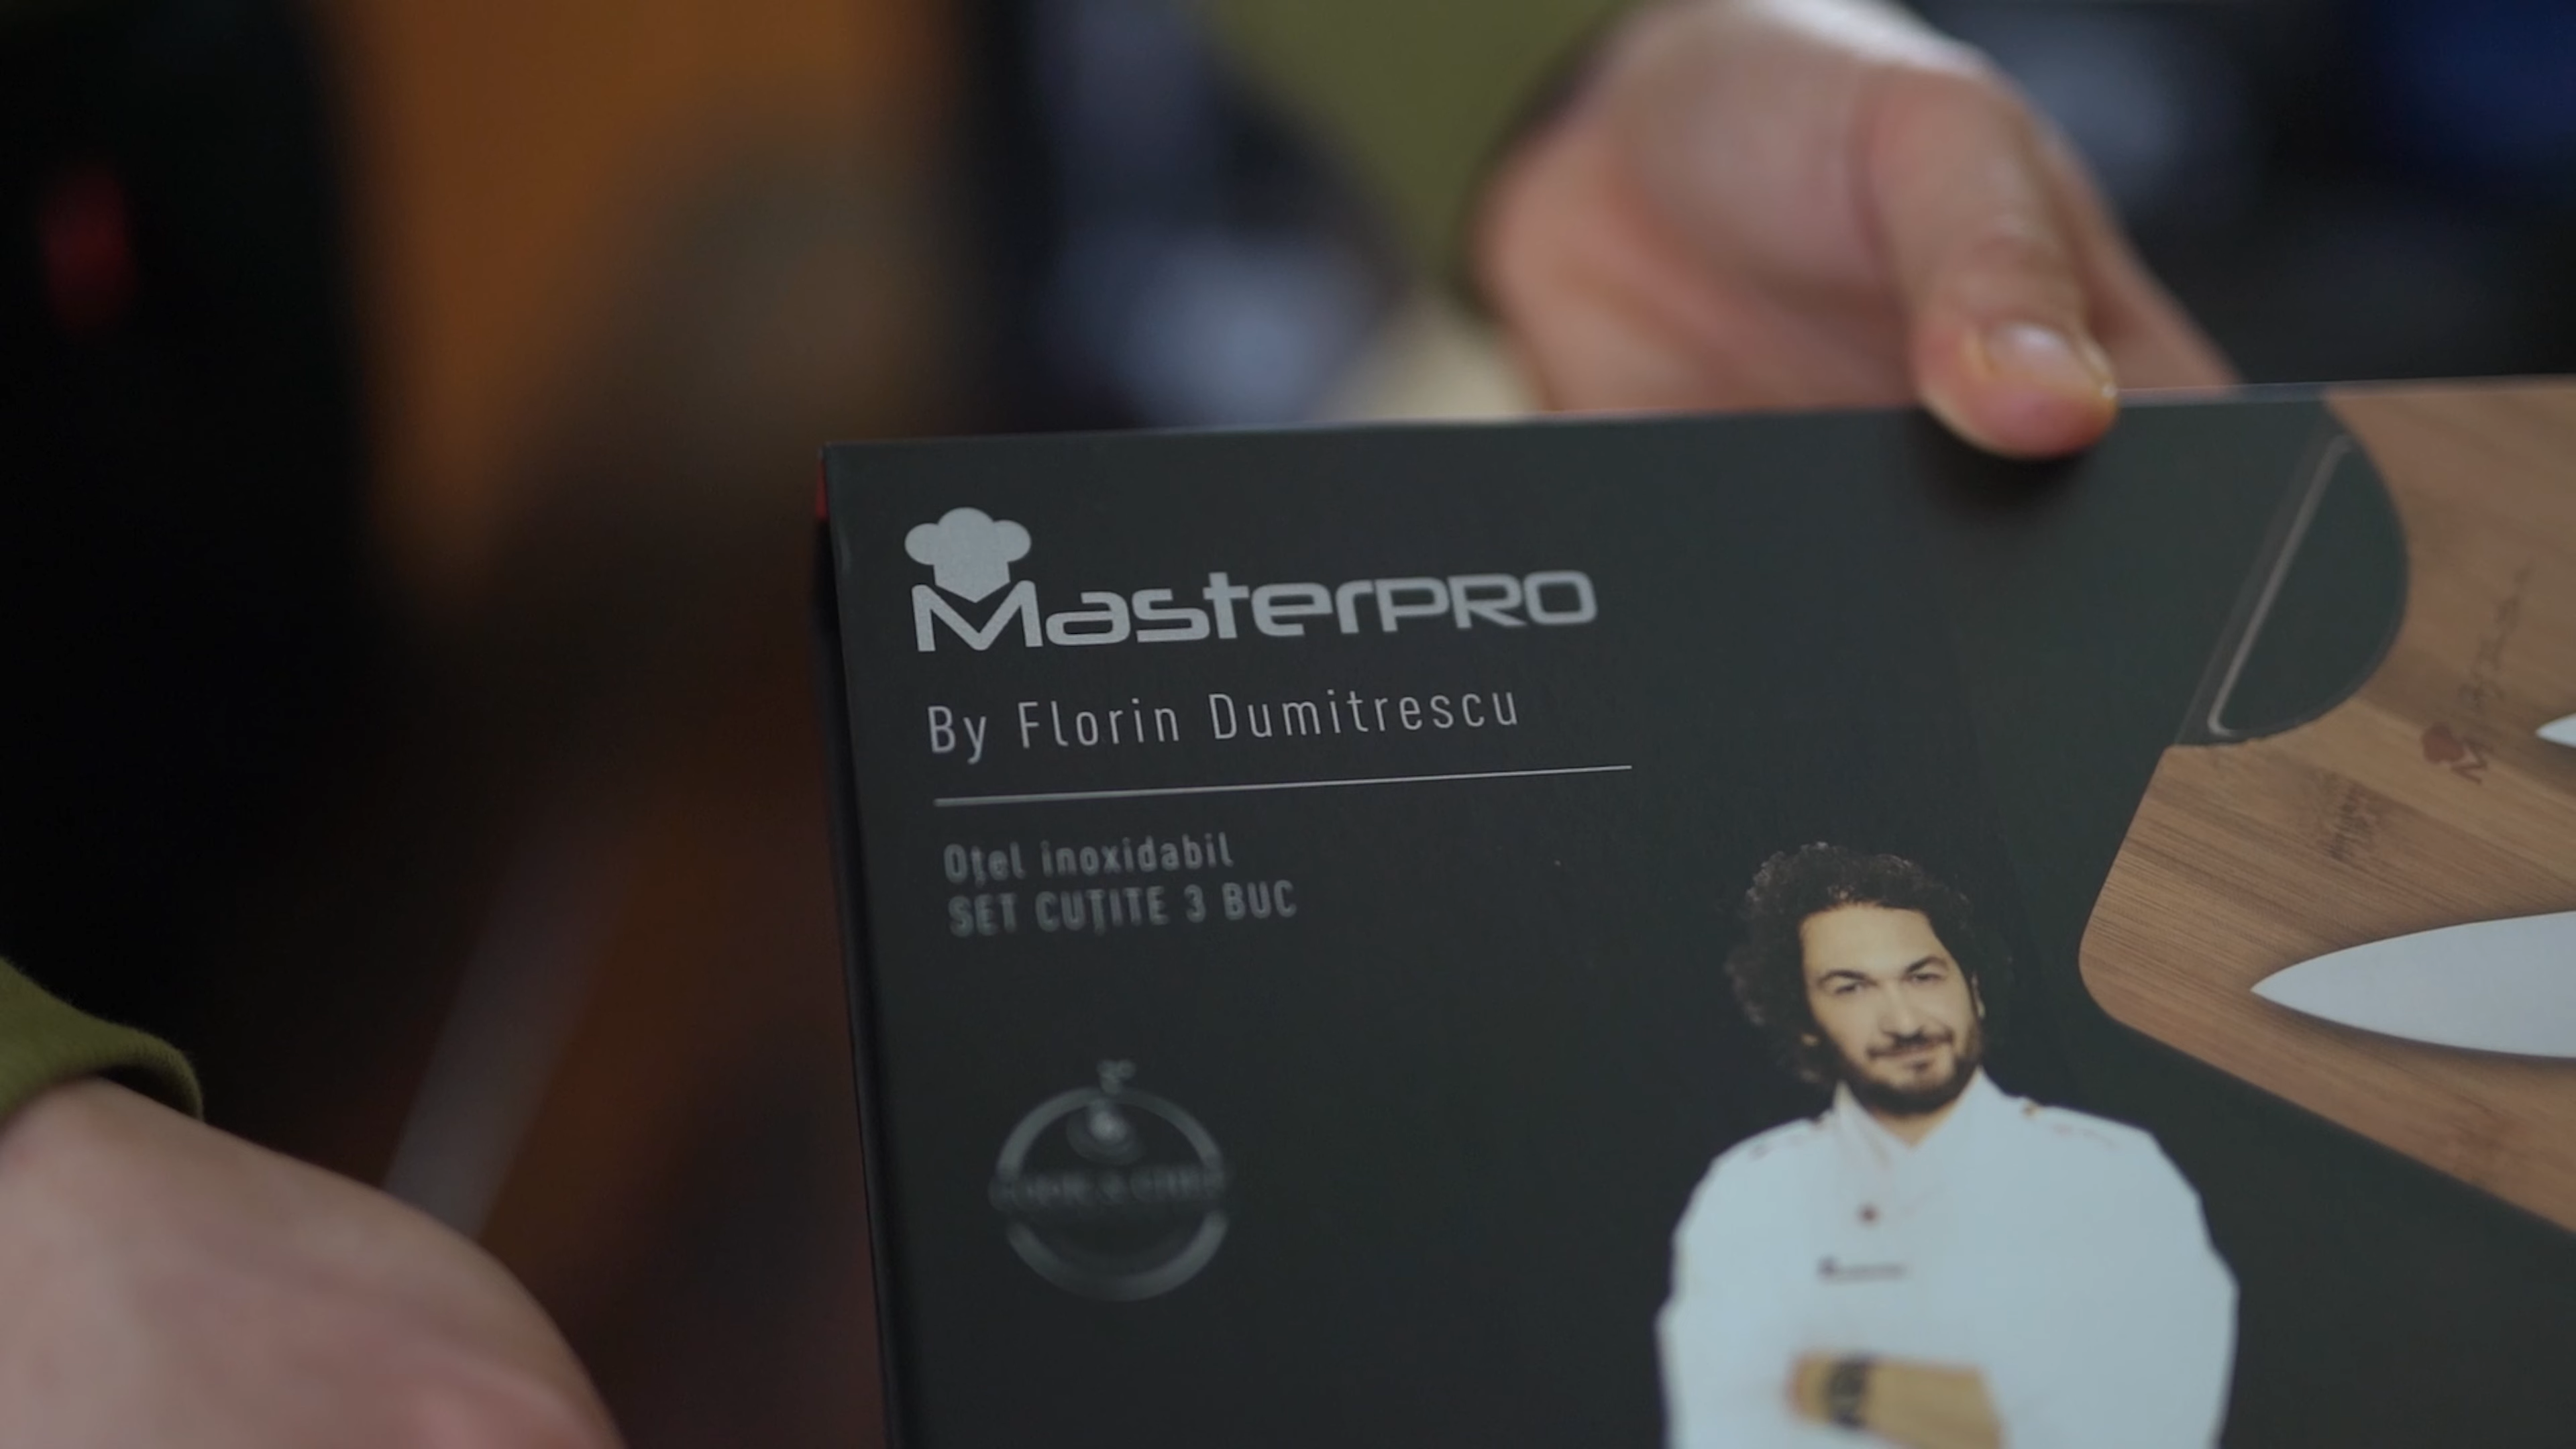 MasterPRO
By Florin Dumitrescu
Oțel inoxidabil
SET CUȚITE 3 BUC